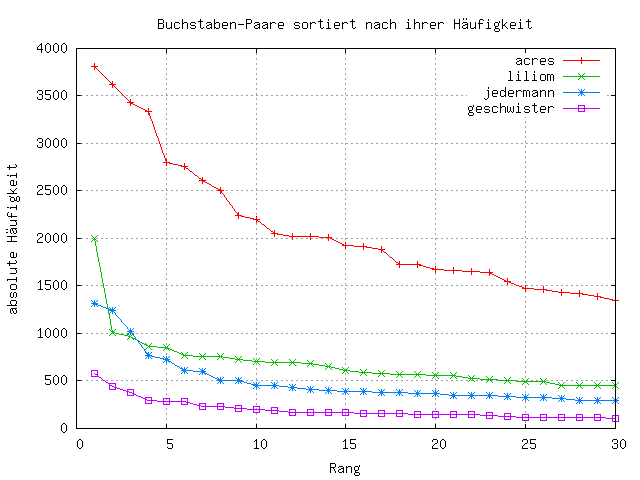 Buchstaben-Paare sortiert nach ihrer Häufigkeit
absolute Häufigkeit
4000
3500
3000
2500
2000
1500
1000
500
0
acres
liliom
jedermann
geschwister
0 5 10 15 20 25 30
Rang